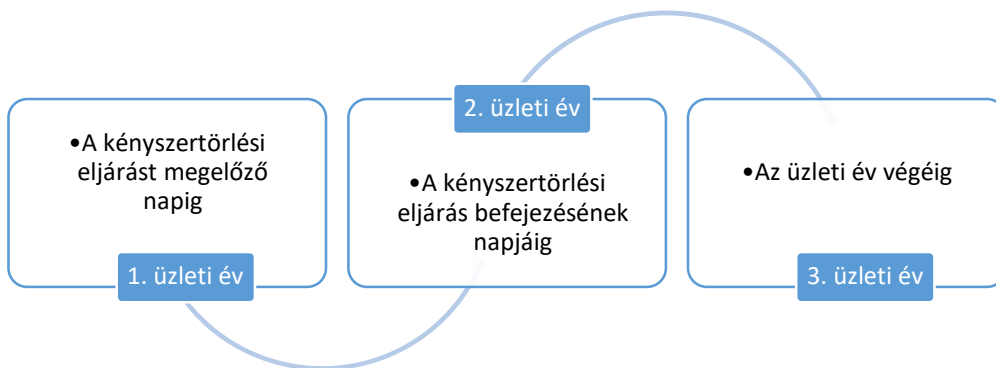 •A kényszertörlési
eljárást megelőző
napig
1. üzleti év
2. üzleti év
•A kényszertörlési
eljárás befejezésének
napjáig
•Az üzleti év végéig
3. üzleti év